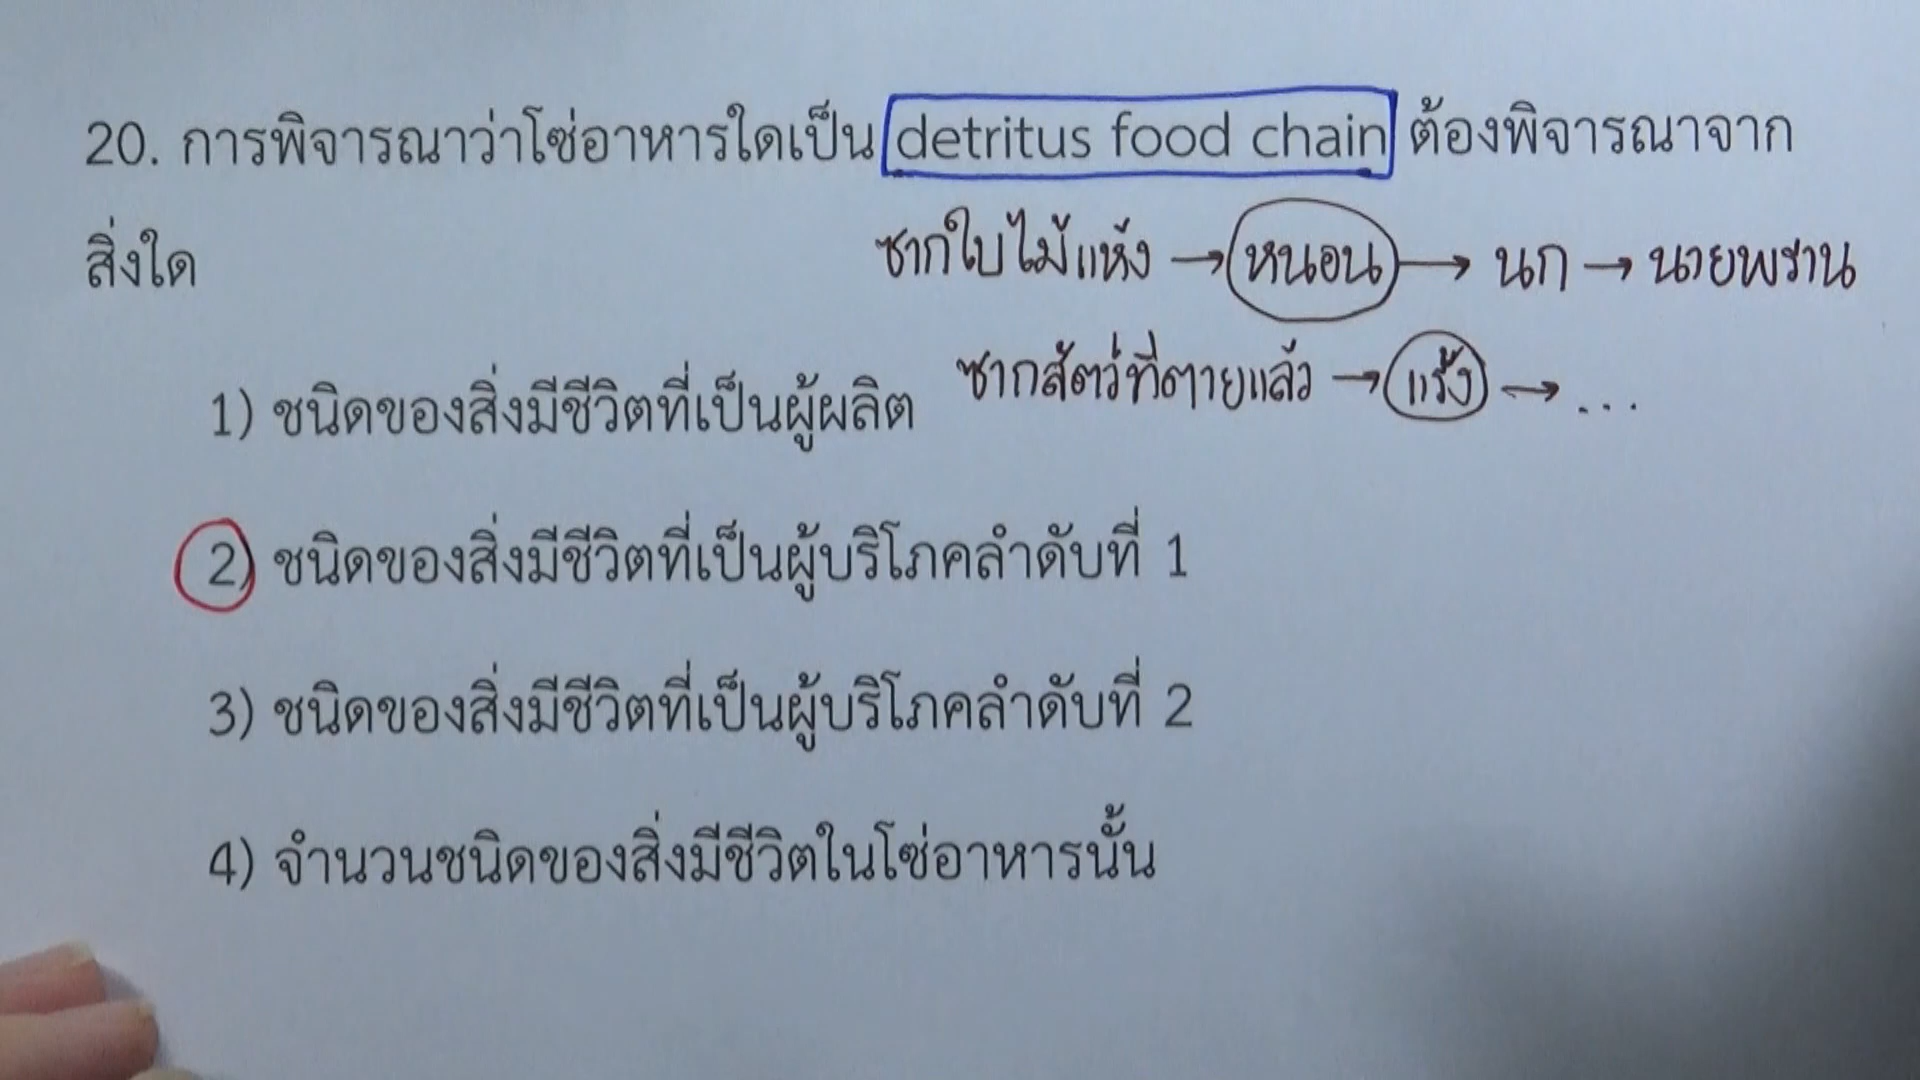 20. การพิจารณาว่าโซ่อาหารใดเป็น detritus food chain ต้องพิจารณาจาก
สิ่งใด
ซากใบไม้แห้ง → หนอน → นก → นายพราน
ซากสัตว์ที่ตายแล้ว → แร้ง → ...
1) ชนิดของสิ่งมีชีวิตที่เป็นผู้ผลิต
2) ชนิดของสิ่งมีชีวิตที่เป็นผู้บริโภคลำดับที่ 1
3) ชนิดของสิ่งมีชีวิตที่เป็นผู้บริโภคลำดับที่ 2
4) จำนวนชนิดของสิ่งมีชีวิตในโซ่อาหารนั้น